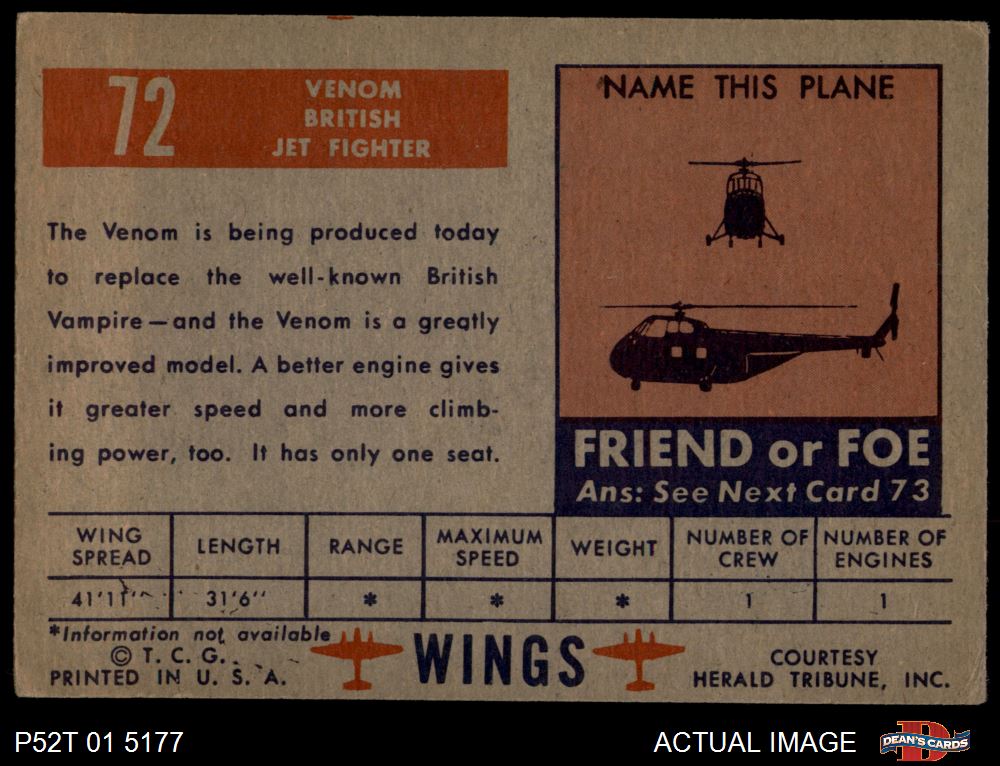 72
VENOM
BRITISH
JET FIGHTER
The Venom is being produced today
to replace the well-known British
Vampire—and the Venom is a greatly
improved model. A better engine gives
it greater speed and more climb-
ing power, too. It has only one seat.
NAME THIS PLANE
FRIEND or FOE
Ans: See Next Card 73
WING SPREAD LENGTH RANGE MAXIMUM SPEED WEIGHT NUMBER OF CREW NUMBER OF ENGINES
41'11" 31'6" * * * 1 1
*Information not available
© T. C. G.
PRINTED IN U. S. A.
WINGS
COURTESY
HERALD TRIBUNE, INC.
P52T 01 5177
ACTUAL IMAGE
D
DEAN'S CARDS